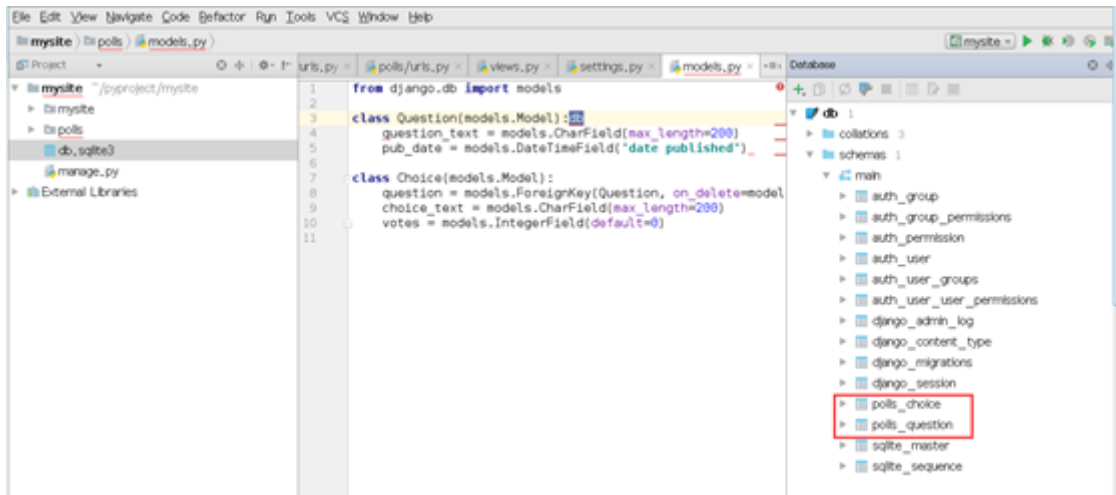 File Edit View Navigate Code Refactor Run Tools VCS Window Help
mysite polls models.py
mysite
Project
urls.py × polls/urls.py × views.py × settings.py × models.py ×
Database
mysite ~/pyproject/mysite
mysite
polls
db.sqlite3
manage.py
External Libraries
1 from django.db import models
2
3 class Question(models.Model):
4 question_text = models.CharField(max_length=200)
5 pub_date = models.DateTimeField("date published")
6
7 class Choice(models.Model):
8 question = models.ForeignKey(Question, on_delete=model
9 choice_text = models.CharField(max_length=200)
10 votes = models.IntegerField(default=0)
11
db 1
collations 3
schemas 1
main
auth_group
auth_group_permissions
auth_permission
auth_user
auth_user_groups
auth_user_user_permissions
django_admin_log
django_content_type
django_migrations
django_session
polls_choice
polls_question
sqlite_master
sqlite_sequence